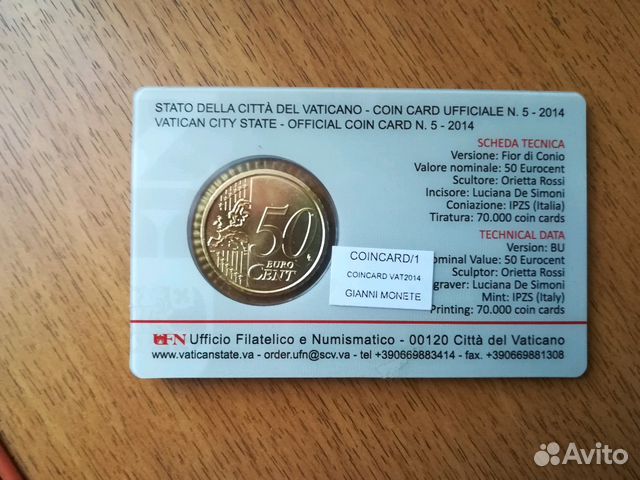 STATO DELLA CITTÀ DEL VATICANO - COIN CARD UFFICIALE N. 5 - 2014
VATICAN CITY STATE - OFFICIAL COIN CARD N. 5 - 2014
SCHEDA TECNICA
Versione: Fior di Conio
Valore nominale: 50 Eurocent
Scultore: Orietta Rossi
Incisore: Luciana De Simoni
Coniazione: IPZS (Italia)
Tiratura: 70.000 coin cards
TECHNICAL DATA
Version: BU
ominal Value: 50 Eurocent
Sculptor: Orietta Rossi
graver: Luciana De Simoni
Mint: IPZS (Italy)
Printing: 70.000 coin cards
50
EURO
CENT
COINCARD/1
COINCARD VAT2014
GIANNI MONETE
UFN Ufficio Filatelico e Numismatico - 00120 Città del Vaticano
www.vaticanstate.va - order.ufn@scv.va - tel +390669883414 - fax. +390669881308
Avito